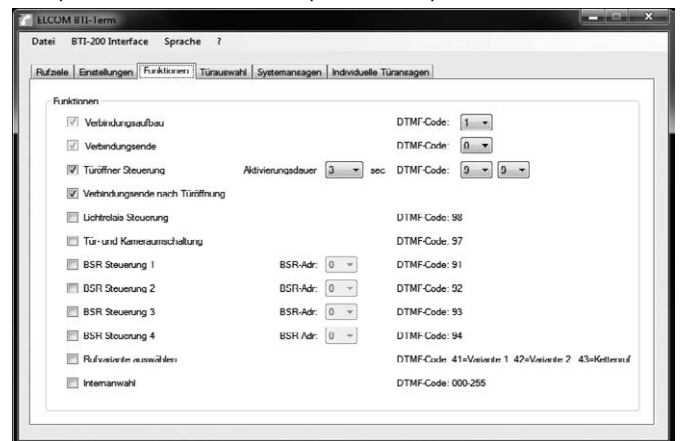 ELCOM BTI-Term
Datei BTI-200 Interface Sprache ?
Rufziele Einstellungen Funktionen Türauswahl Systemansagen Individuelle Türansagen
Funktionen
Verbindungsaufbau DTMF-Code: 1
Verbindungsende DTMF-Code: 0
Türöffner Steuerung Aktivierungsdauer 3 sec DTMF-Code: 9 9
Verbindungsende nach Türöffnung
Lichtrelais Steuerung DTMF-Code: 98
Tür- und Kameraumschaltung DTMF-Code: 97
BSR Steuerung 1 BSR-Adr: 0 DTMF-Code: 91
BSR Steuerung 2 BSR-Adr: 0 DTMF-Code: 92
BSR Steuerung 3 BSR-Adr: 0 DTMF-Code: 93
BSR Steuerung 4 BSR-Adr: 0 DTMF-Code: 94
Rufvariante auswählen DTMF-Code 41=Variante 1 42=Variante 2 43=Kettenruf
Internanwahl DTMF-Code: 000-255